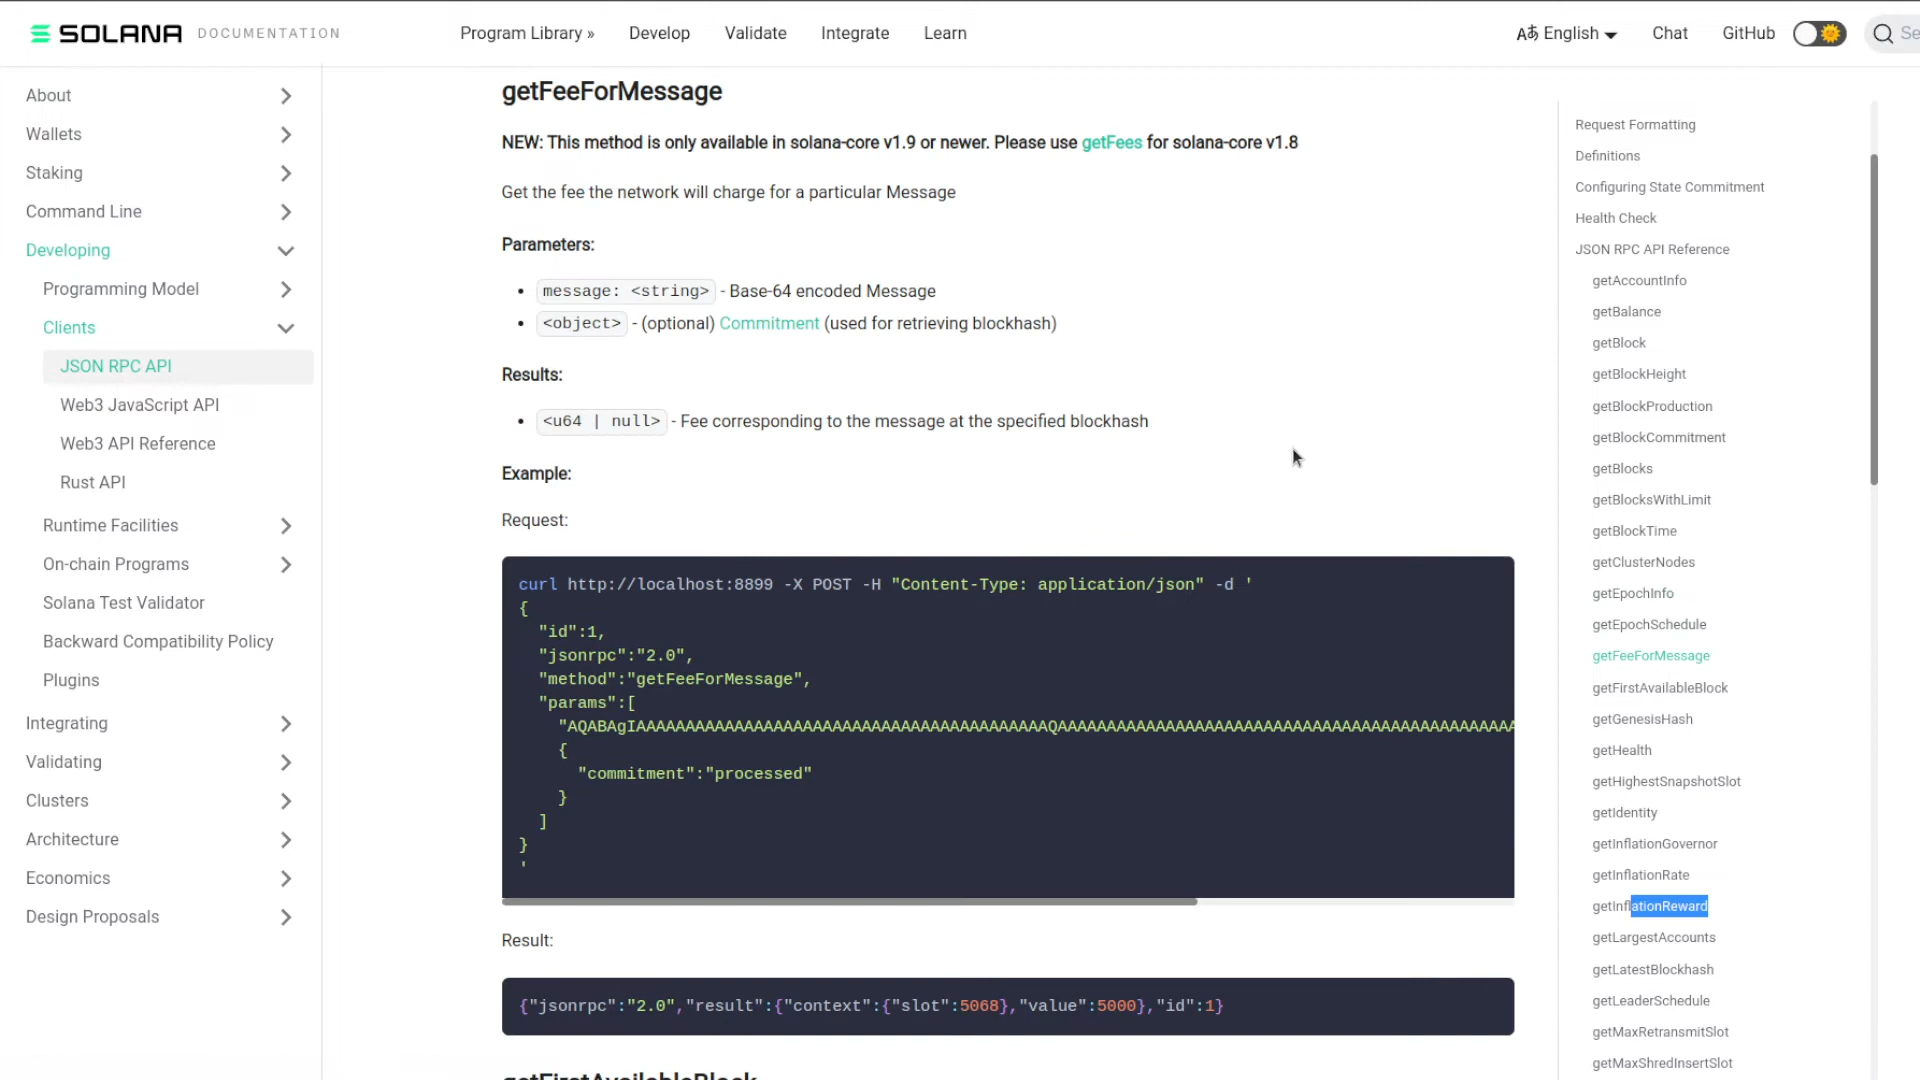 SOLANA DOCUMENTATION
Program Library »
Develop
Validate
Integrate
Learn
English
Chat
GitHub
About
Wallets
Staking
Command Line
Developing
Programming Model
Clients
JSON RPC API
Web3 JavaScript API
Web3 API Reference
Rust API
Runtime Facilities
On-chain Programs
Solana Test Validator
Backward Compatibility Policy
Plugins
Integrating
Validating
Clusters
Architecture
Economics
Design Proposals
getFeeForMessage
NEW: This method is only available in solana-core v1.9 or newer. Please use getFees for solana-core v1.8
Get the fee the network will charge for a particular Message
Parameters:
• message: <string> - Base-64 encoded Message
• <object> - (optional) Commitment (used for retrieving blockhash)
Results:
• <u64 | null> - Fee corresponding to the message at the specified blockhash
Example:
Request:
curl http://localhost:8899 -X POST -H "Content-Type: application/json" -d '
{
"id":1,
"jsonrpc":"2.0",
"method":"getFeeForMessage",
"params":[
{
"commitment":"processed"
}
]
}
'
Result:
{"jsonrpc":"2.0","result":{"context":{"slot":5068},"value":5000},"id":1}
Request Formatting
Definitions
Configuring State Commitment
Health Check
JSON RPC API Reference
getAccountInfo
getBalance
getBlock
getBlockHeight
getBlockProduction
getBlockCommitment
getBlocks
getBlocksWithLimit
getBlockTime
getClusterNodes
getEpochInfo
getEpochSchedule
getFeeForMessage
getFirstAvailableBlock
getGenesisHash
getHealth
getHighestSnapshotSlot
getIdentity
getInflationGovernor
getInflationRate
getInflationReward
getLargestAccounts
getLatestBlockhash
getLeaderSchedule
getMaxRetransmitSlot
getMaxShredInsertSlot